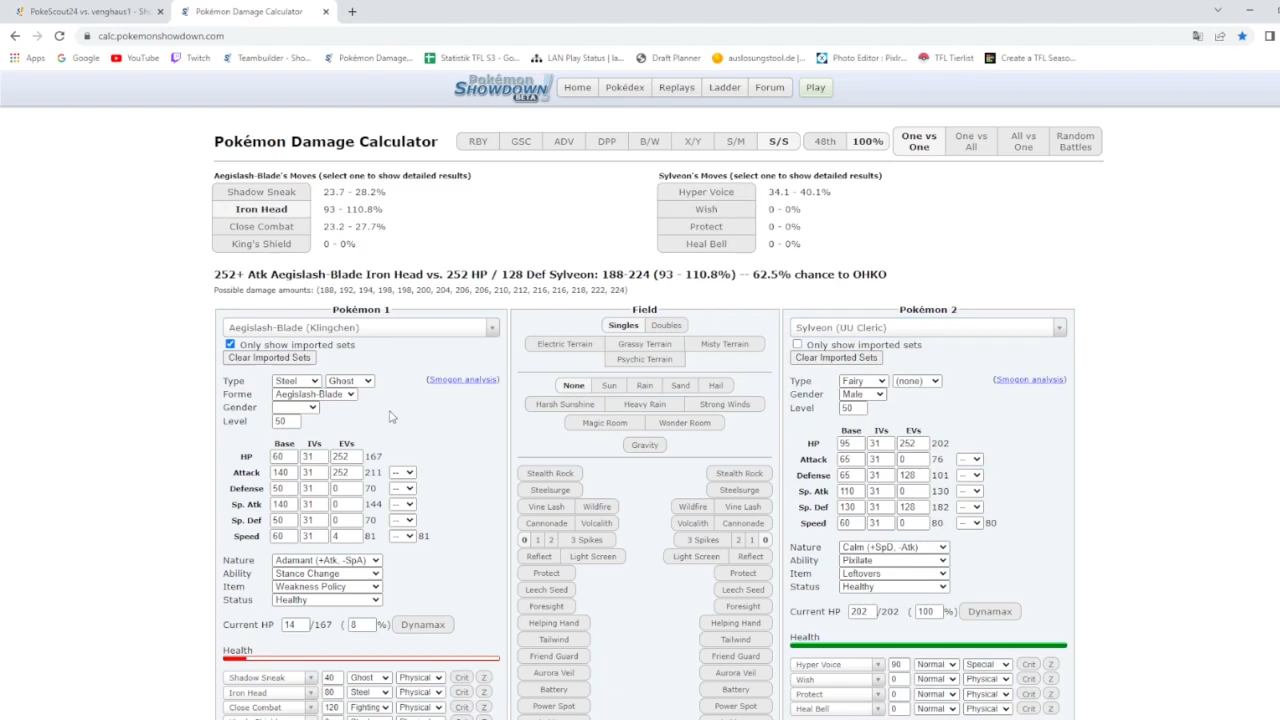 PokeScout24 vs. venghaus1 - Sho
Pokémon Damage Calculator
calc.pokemonshowdown.com
Apps Google YouTube Twitch Teambuilder - Sho... Pokémon Damage... Statistik TFL S3 - Go... LAN Play Status | la... Draft Planner auslosungstool.de |... Photo Editor : Pixlr... TFL Tierlist Create a TFL Seaso...
Pokémon Showdown! BETA Home Pokédex Replays Ladder Forum Play
Pokémon Damage Calculator RBY GSC ADV DPP B/W X/Y S/M S/S 48th 100% One vs One One vs All All vs One Random Battles
Aegislash-Blade's Moves (select one to show detailed results) Sylveon's Moves (select one to show detailed results)
Shadow Sneak 23.7 - 28.2% Hyper Voice 34.1 - 40.1%
Iron Head 93 - 110.8% Wish 0 - 0%
Close Combat 23.2 - 27.7% Protect 0 - 0%
King's Shield 0 - 0% Heal Bell 0 - 0%
252+ Atk Aegislash-Blade Iron Head vs. 252 HP / 128 Def Sylveon: 188-224 (93 - 110.8%) -- 62.5% chance to OHKO
Possible damage amounts: (188, 192, 194, 198, 198, 200, 204, 206, 206, 210, 212, 216, 216, 218, 222, 224)
Pokémon 1
Aegislash-Blade (Klingchen)
Only show imported sets
Clear Imported Sets
Type Steel Ghost (Smogon analysis)
Forme Aegislash-Blade
Gender
Level 50
Base IVs EVs
HP 60 31 252 167
Attack 140 31 252 211 --
Defense 50 31 0 70 --
Sp. Atk 140 31 0 144 --
Sp. Def 50 31 0 70 --
Speed 60 31 4 81 -- 81
Nature Adamant (+Atk, -SpA)
Ability Stance Change
Item Weakness Policy
Status Healthy
Current HP 14 /167 ( 8 %) Dynamax
Health
Shadow Sneak 40 Ghost Physical Crit Z
Iron Head 80 Steel Physical Crit Z
Close Combat 120 Fighting Physical Crit Z
Field
Singles Doubles
Electric Terrain Grassy Terrain Misty Terrain
Psychic Terrain
None Sun Rain Sand Hail
Harsh Sunshine Heavy Rain Strong Winds
Magic Room Wonder Room
Gravity
Stealth Rock Stealth Rock
Steelsurge Steelsurge
Vine Lash Wildfire Wildfire Vine Lash
Cannonade Volcalith Volcalith Cannonade
0 1 2 3 Spikes 3 Spikes 2 1 0
Reflect Light Screen Light Screen Reflect
Protect Protect
Leech Seed Leech Seed
Foresight Foresight
Helping Hand Helping Hand
Tailwind Tailwind
Friend Guard Friend Guard
Aurora Veil Aurora Veil
Battery Battery
Power Spot Power Spot
Pokémon 2
Sylveon (UU Cleric)
Only show imported sets
Clear Imported Sets
Type Fairy (none) (Smogon analysis)
Gender Male
Level 50
Base IVs EVs
HP 95 31 252 202
Attack 65 31 0 76 --
Defense 65 31 128 101 --
Sp. Atk 110 31 0 130 --
Sp. Def 130 31 128 182 --
Speed 60 31 0 80 -- 80
Nature Calm (+SpD, -Atk)
Ability Pixilate
Item Leftovers
Status Healthy
Current HP 202 /202 ( 100 %) Dynamax
Health
Hyper Voice 90 Normal Special Crit Z
Wish 0 Normal Physical Crit Z
Protect 0 Normal Physical Crit Z
Heal Bell 0 Normal Physical Crit Z